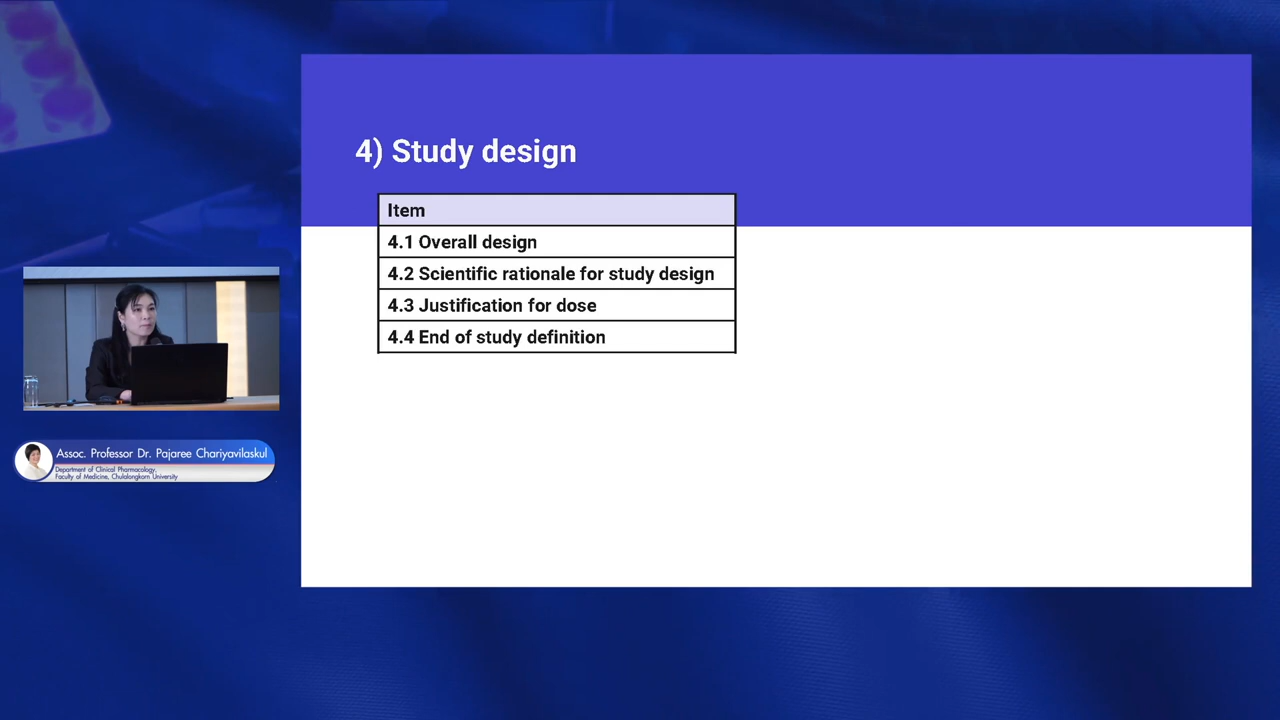 4) Study design
Item
4.1 Overall design
4.2 Scientific rationale for study design
4.3 Justification for dose
4.4 End of study definition
Assoc. Professor Dr. Pajaree Chariyavilaskul
Department of Clinical Pharmacology,
Faculty of Medicine, Chulalongkorn University